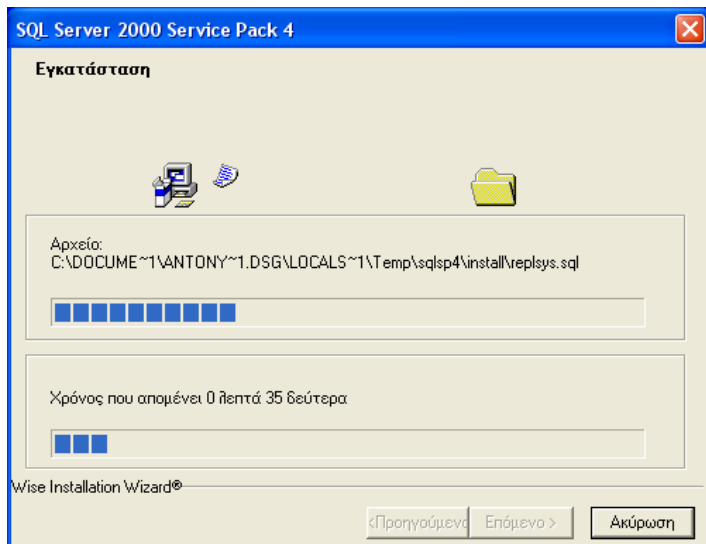 SQL Server 2000 Service Pack 4
Εγκατάσταση
Αρχείο:
C:\DOCUME~1\ANTONY~1.DSG\LOCALS~1\Temp\sqlsp4\install\replsys.sql
Χρόνος που απομένει 0 λεπτά 35 δεύτερα
Wise Installation Wizard®
<Προηγούμενο Επόμενο > Ακύρωση